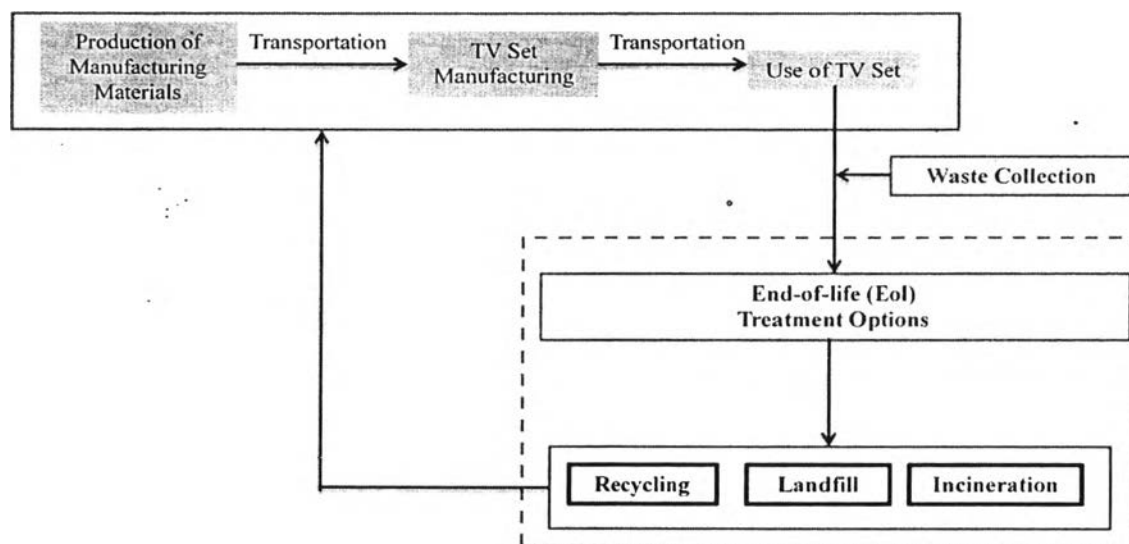 Production of
Manufacturing
Materials
Transportation
TV Set
Manufacturing
Transportation
Use of TV Set
Waste Collection
End-of-life (Eol)
Treatment Options
Recycling
Landfill
Incineration